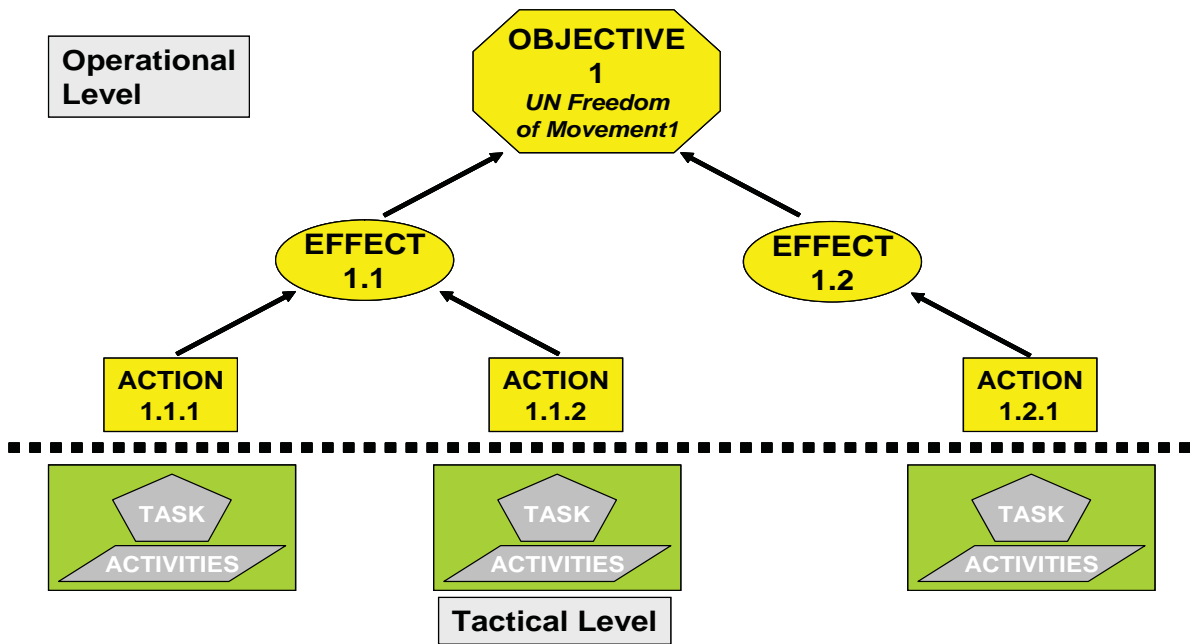 Operational
Level
OBJECTIVE
1
UN Freedom
of Movement1
EFFECT
1.1
EFFECT
1.2
ACTION
1.1.1
ACTION
1.1.2
ACTION
1.2.1
TASK
ACTIVITIES
TASK
ACTIVITIES
TASK
ACTIVITIES
Tactical Level